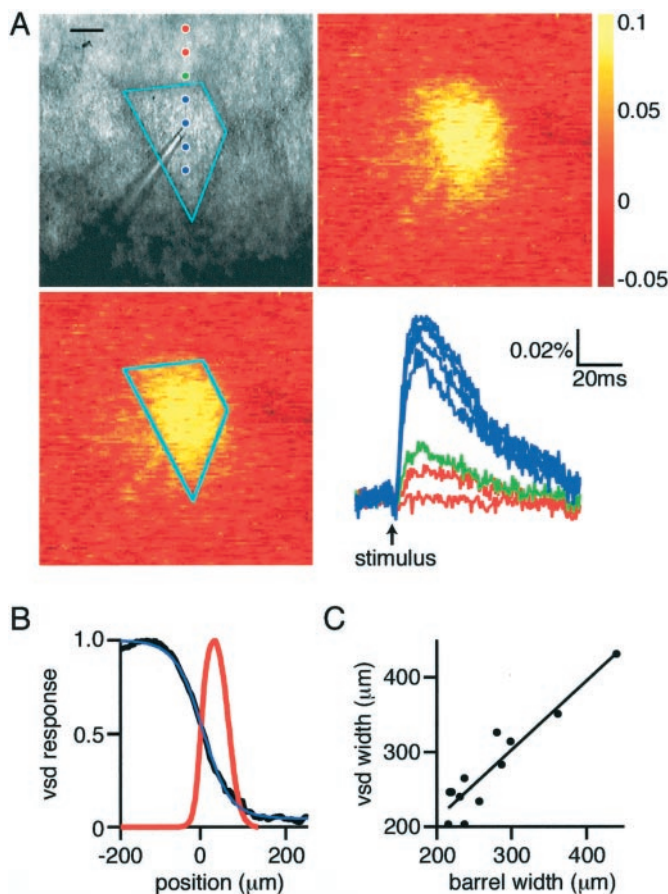 A
0.1
0.05
0
-0.05
0.02%
20ms
stimulus
B
1.0
0.5
0
vsd response
-200
0
200
position (μm)
C
400
300
200
vsd width (μm)
200
300
400
barrel width (μm)